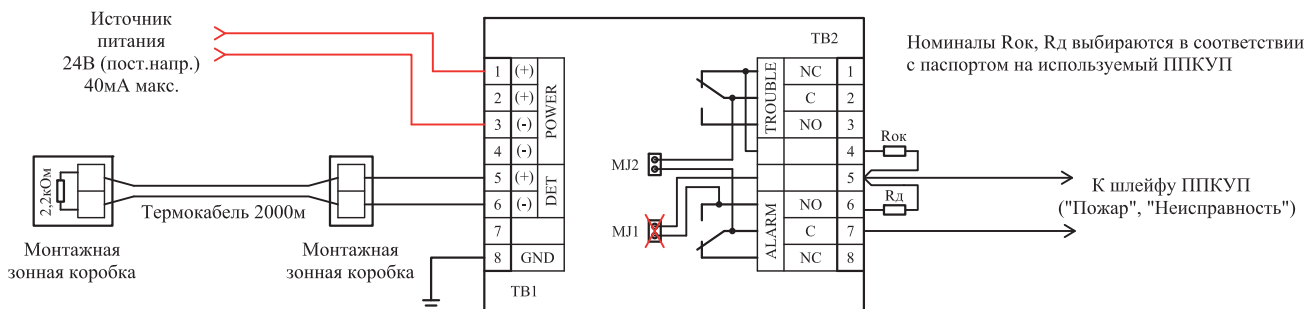 Источник
питания
24В (пост.напр.)
40мА макс.
2,2кОм
Термокабель 2000м
Монтажная
зонная коробка
Монтажная
зонная коробка
1 (+)
2 (+)
3 (-)
4 (-)
POWER
5 (+)
6 (-)
DET
7
8 GND
TB1
MJ2
MJ1
TB2
TROUBLE
NC 1
C 2
NO 3
4
5
ALARM
NO 6
C 7
NC 8
Rок
Rд
Номиналы Rок, Rд выбираются в соответствии
с паспортом на используемый ППКУП
К шлейфу ППКУП
("Пожар", "Неисправность")